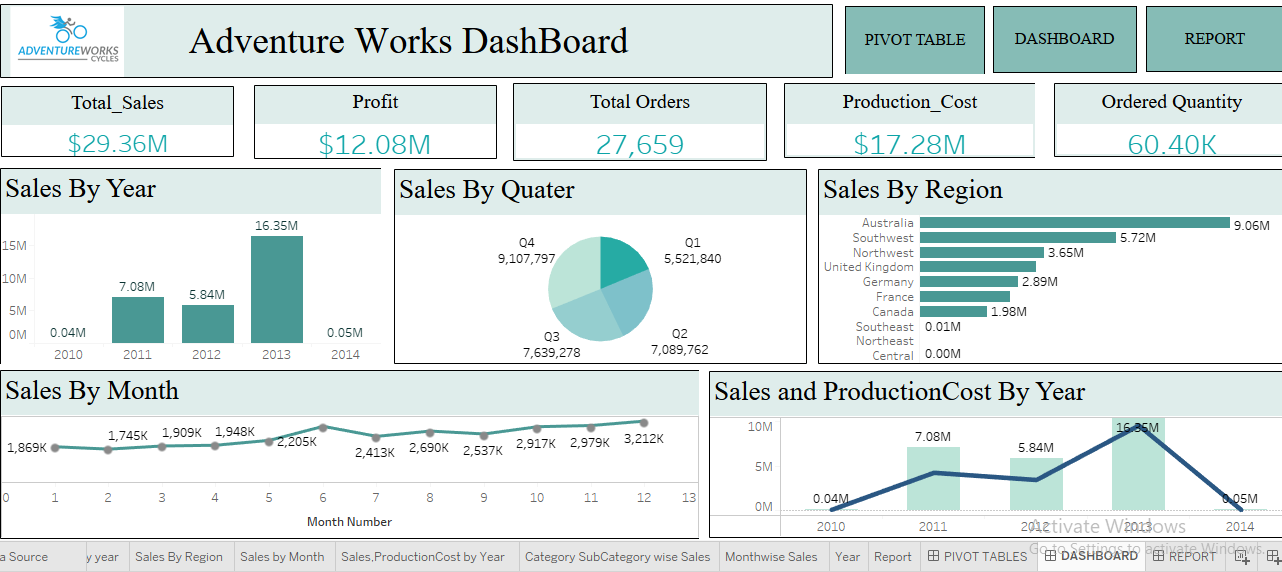 ADVENTUREWORKS
CYCLES
Adventure Works DashBoard
PIVOT TABLE
DASHBOARD
REPORT
Total_Sales
$29.36M
Profit
$12.08M
Total Orders
27,659
Production_Cost
$17.28M
Ordered Quantity
60.40K
Sales By Year
15M
10M
5M
0M
0.04M
7.08M
5.84M
16.35M
0.05M
2010
2011
2012
2013
2014
Sales By Quater
Q4
9,107,797
Q1
5,521,840
Q3
7,639,278
Q2
7,089,762
Sales By Region
Australia 9.06M
Southwest 5.72M
Northwest 3.65M
United Kingdom
Germany 2.89M
France
Canada 1.98M
Southeast 0.01M
Northeast
Central 0.00M
Sales By Month
1,869K
1,745K
1,909K
1,948K
2,205K
2,413K
2,690K
2,537K
2,917K
2,979K
3,212K
0 1 2 3 4 5 6 7 8 9 10 11 12 13
Month Number
Sales and ProductionCost By Year
10M
5M
0M
0.04M
7.08M
5.84M
16.35M
0.05M
2010
2011
2012
2013
2014
Activate Windows
Go to Settings to activate Windows.
a Source
y year
Sales By Region
Sales by Month
Sales,ProductionCost by Year
Category SubCategory wise Sales
Monthwise Sales
Year
Report
PIVOT TABLES
DASHBOARD
REPORT